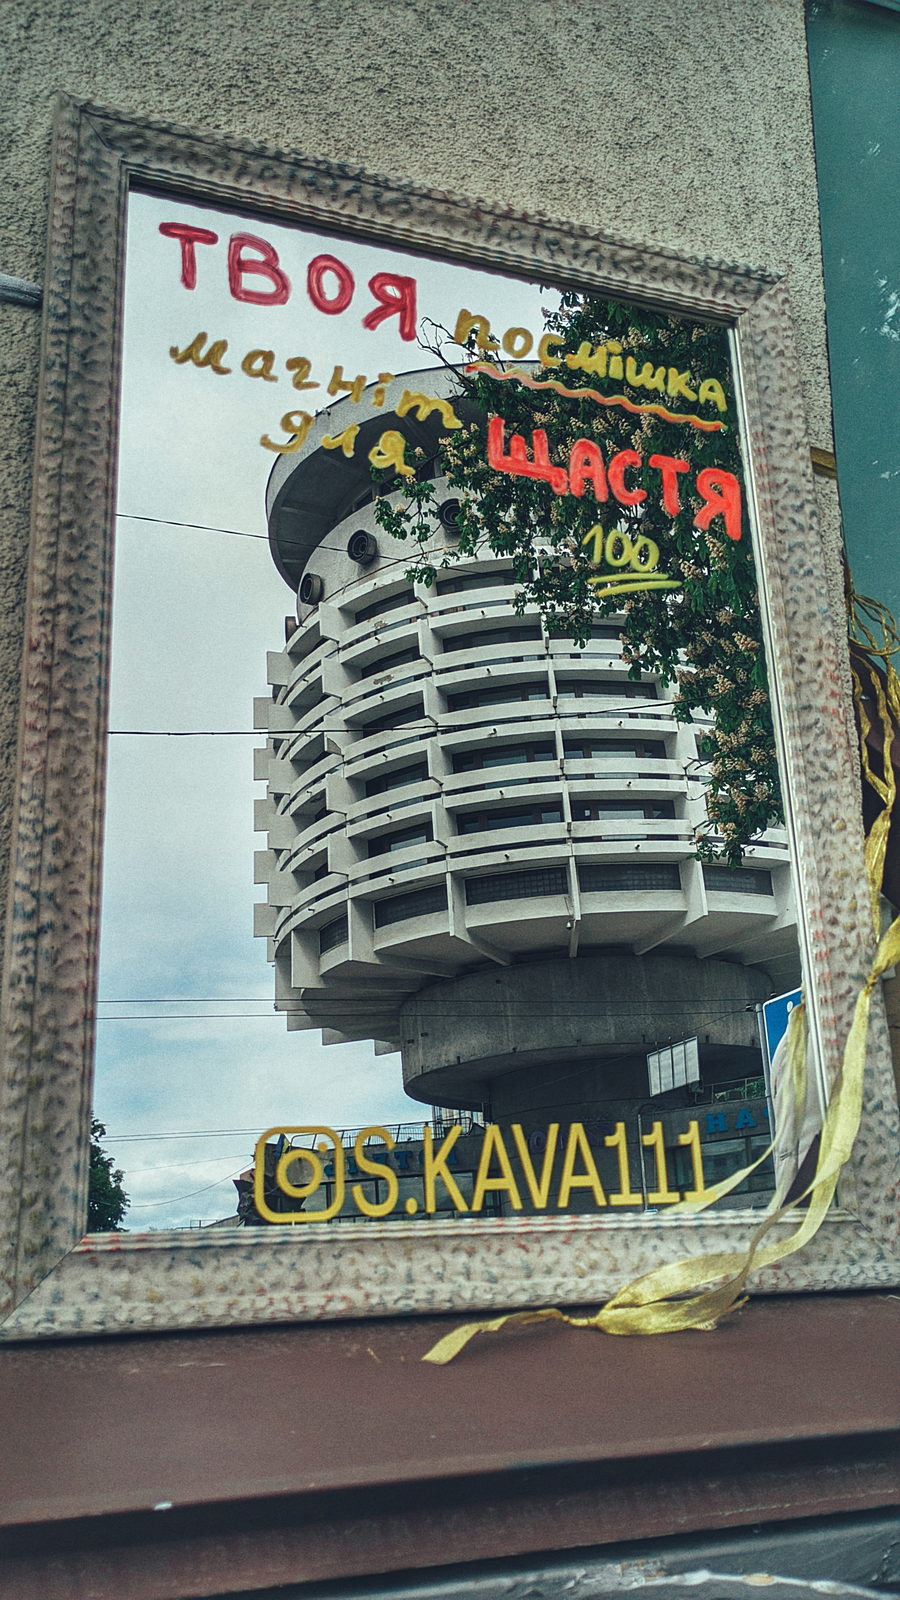 ТВОЯ
посмішка
магніт
для
ЩАСТЯ
100
S.KAVA111